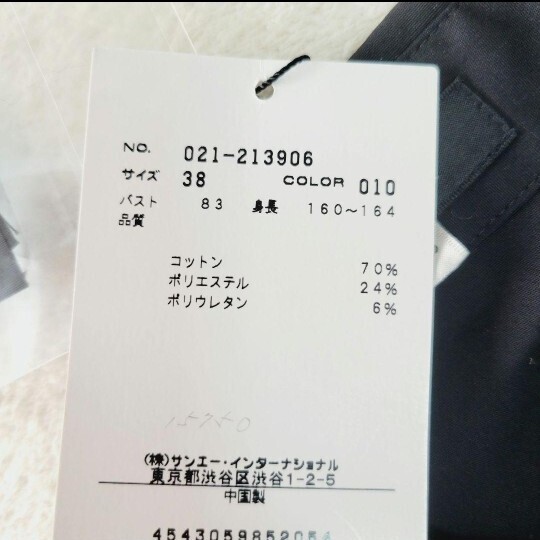 NO. 021-213906
サイズ 38 COLOR 010
バスト 83 身長 160〜164
品質
コットン 70%
ポリエステル 24%
ポリウレタン 6%
15750
(株)サンエー・インターナショナル
東京都渋谷区渋谷1-2-5
中国製
4543059852054